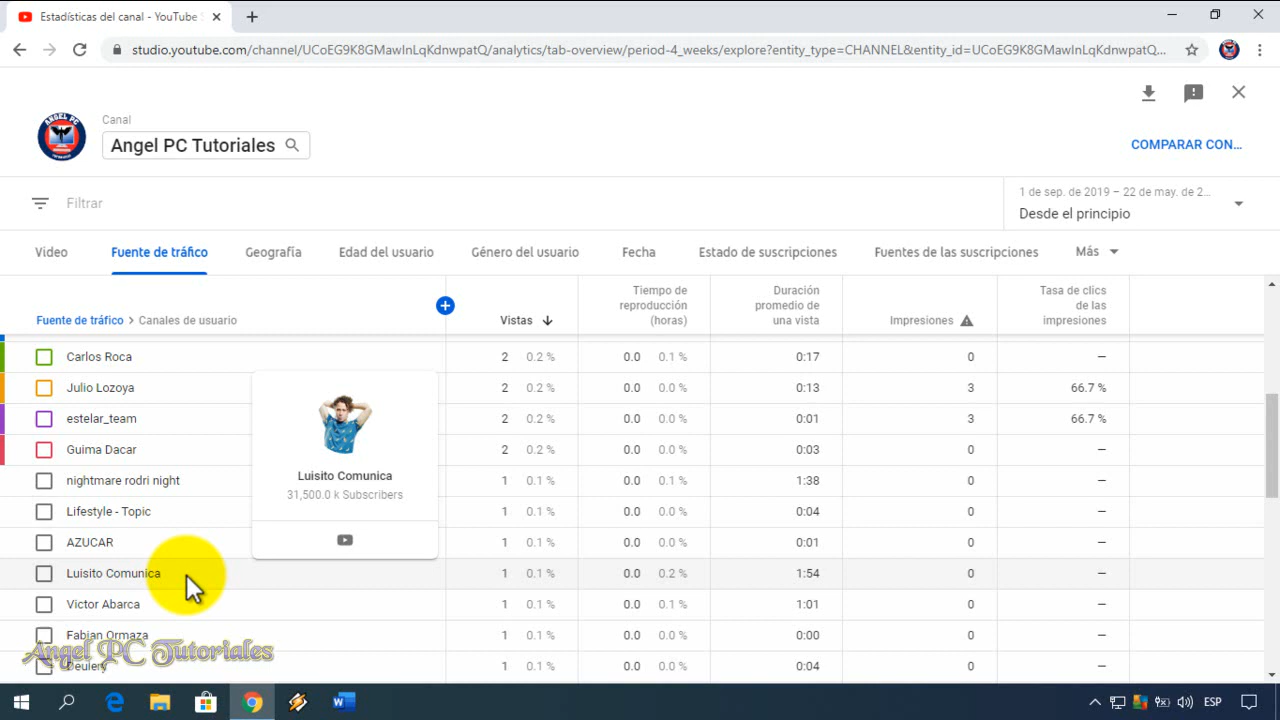 Estadísticas del canal - YouTube
studio.youtube.com/channel/UCoEG9K8GMawInLqKdnwpatQ/analytics/tab-overview/period-4_weeks/explore?entity_type=CHANNEL&entity_id=UCoEG9K8GMawInLqKdnwpatQ...
Canal
ANGEL PC
Angel PC Tutoriales
COMPARAR CON...
Filtrar
1 de sep. de 2019 – 22 de may. de 2...
Desde el principio
Video Fuente de tráfico Geografía Edad del usuario Género del usuario Fecha Estado de suscripciones Fuentes de las suscripciones Más
Fuente de tráfico > Canales de usuario
Vistas
Tiempo de
reproducción
(horas)
Duración
promedio de
una vista
Impresiones
Tasa de clics
de las
impresiones
Carlos Roca 2 0.2 % 0.0 0.1 % 0:17 0 —
Julio Lozoya 2 0.2 % 0.0 0.0 % 0:13 3 66.7 %
estelar_team 2 0.2 % 0.0 0.0 % 0:01 3 66.7 %
Guima Dacar 2 0.2 % 0.0 0.0 % 0:03 0 —
nightmare rodri night 1 0.1 % 0.0 0.1 % 1:38 0 —
Lifestyle - Topic 1 0.1 % 0.0 0.0 % 0:04 0 —
AZUCAR 1 0.1 % 0.0 0.0 % 0:01 0 —
Luisito Comunica 1 0.1 % 0.0 0.2 % 1:54 0 —
Victor Abarca 1 0.1 % 0.0 0.1 % 1:01 0 —
Fabian Ormaza 1 0.1 % 0.0 0.0 % 0:00 0 —
1 0.1 % 0.0 0.0 % 0:04 0 —
Luisito Comunica
31,500.0 k Subscribers
Angel PC Tutoriales
ESP